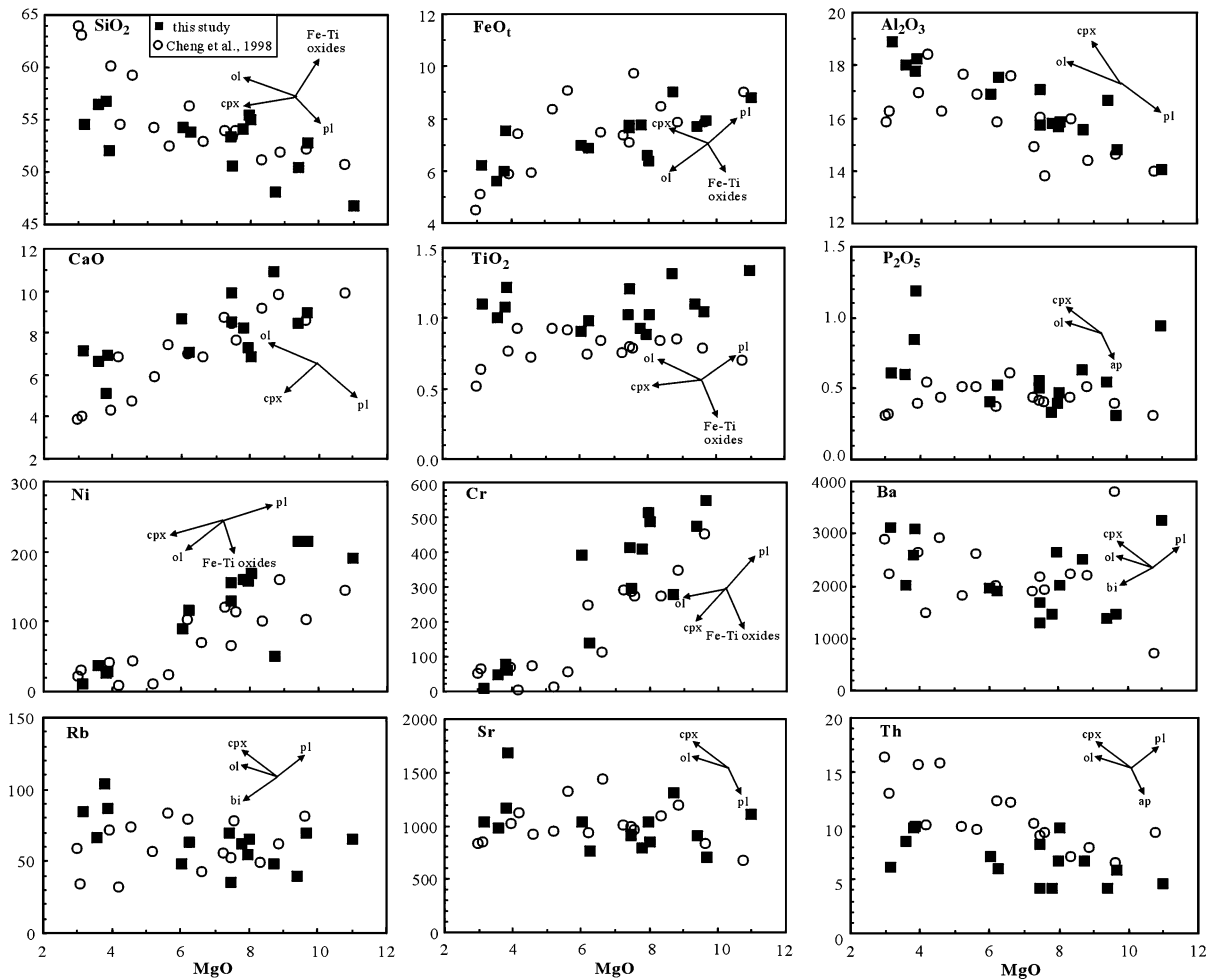 65 60 55 50 45
SiO2
■ this study
○ Cheng et al., 1998
Fe-Ti
oxides
ol
cpx
pl
12 10 8 6 4
FeOt
pl
cpx
ol
Fe-Ti
oxides
20 18 16 14 12
Al2O3
cpx
ol
pl
12 10 8 6 4 2
CaO
ol
cpx
pl
1.5 1.0 0.5 0.0
TiO2
ol
pl
cpx
Fe-Ti
oxides
1.5 1.0 0.5 0.0
P2O5
cpx
ol
ap
300 200 100 0
Ni
pl
cpx
ol
Fe-Ti oxides
600 500 400 300 200 100 0
Cr
pl
ol
cpx
Fe-Ti oxides
4000 3000 2000 1000 0
Ba
cpx
pl
ol
bi
150 100 50 0
Rb
cpx
pl
ol
bi
2 4 6 8 10 12
MgO
2000 1500 1000 500 0
Sr
cpx
ol
pl
2 4 6 8 10 12
MgO
20 15 10 5 0
Th
cpx
pl
ol
ap
2 4 6 8 10 12
MgO